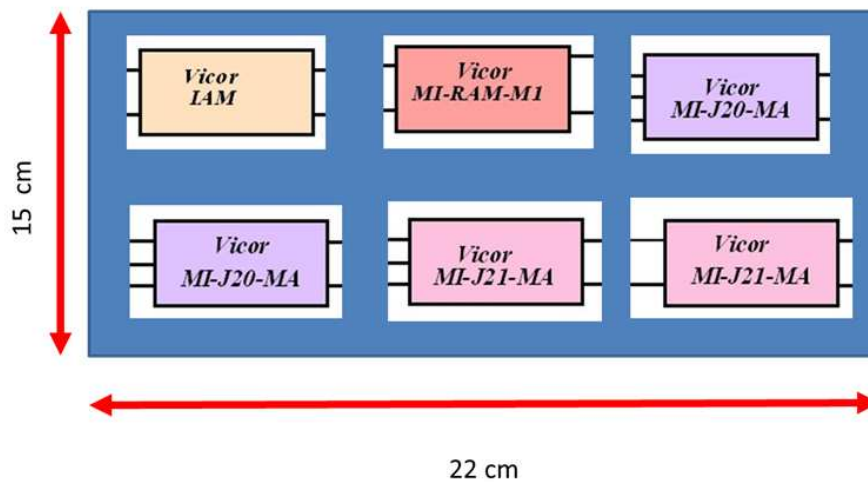 Vicor
IAM
Vicor
MI-RAM-M1
Vicor
MI-J20-MA
15 cm
Vicor
MI-J20-MA
Vicor
MI-J21-MA
Vicor
MI-J21-MA
22 cm